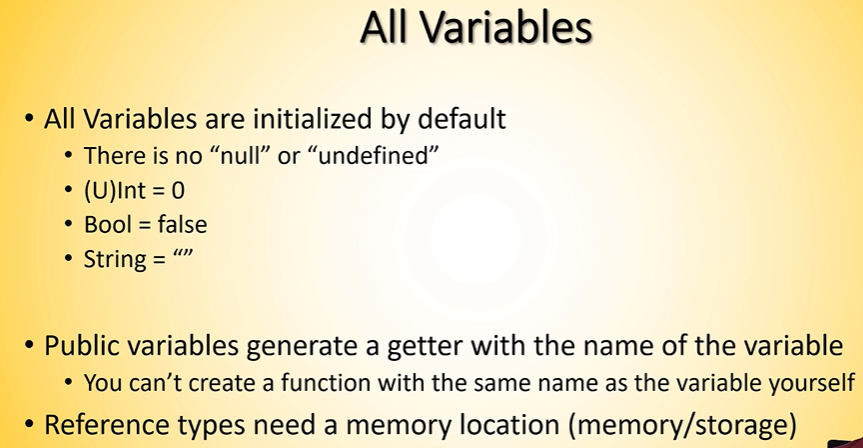 All Variables
• All Variables are initialized by default
• There is no “null” or “undefined”
• (U)Int = 0
• Bool = false
• String = “”
• Public variables generate a getter with the name of the variable
• You can’t create a function with the same name as the variable yourself
• Reference types need a memory location (memory/storage)